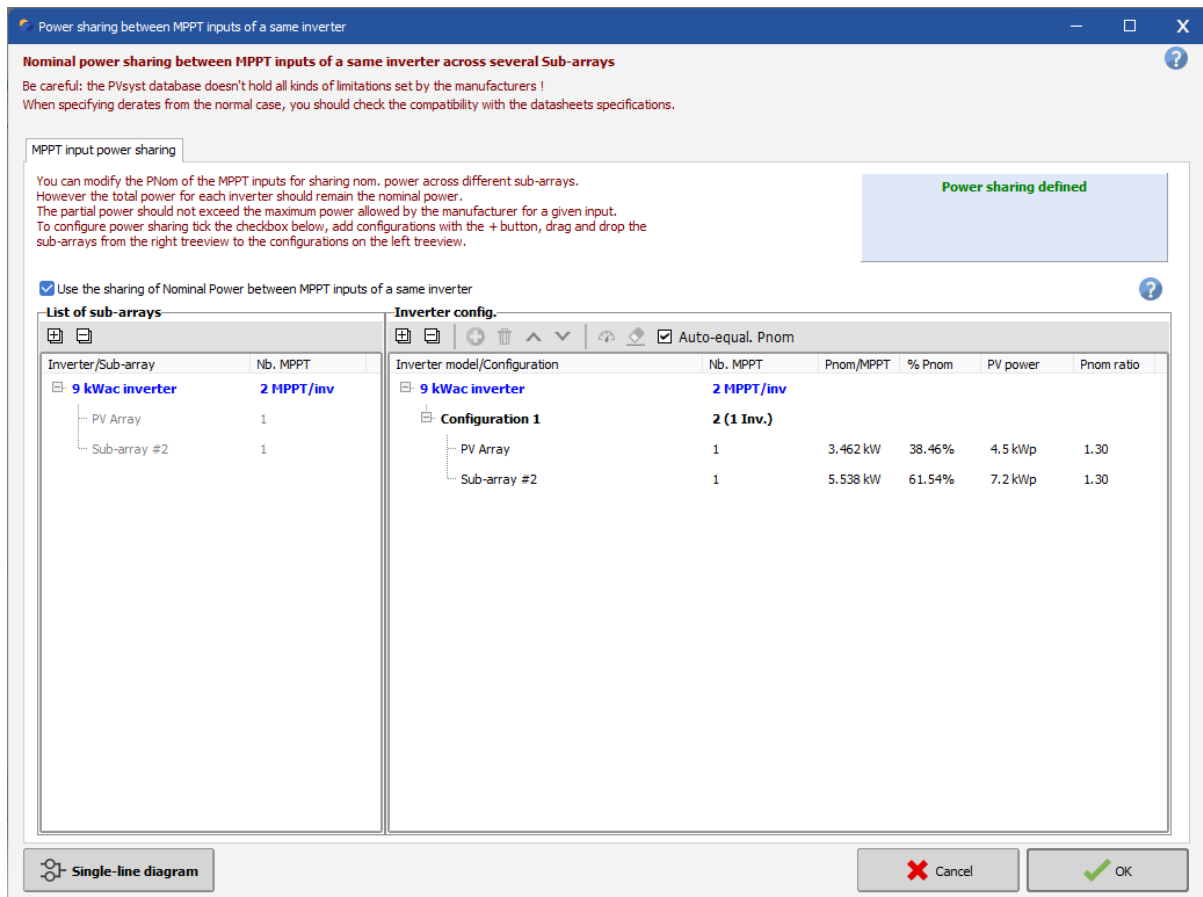 Power sharing between MPPT inputs of a same inverter
Nominal power sharing between MPPT inputs of a same inverter across several Sub-arrays
Be careful: the PVsyst database doesn't hold all kinds of limitations set by the manufacturers !
When specifying derates from the normal case, you should check the compatibility with the datasheets specifications.
MPPT input power sharing
You can modify the PNom of the MPPT inputs for sharing nom. power across different sub-arrays.
However the total power for each inverter should remain the nominal power.
The partial power should not exceed the maximum power allowed by the manufacturer for a given input.
To configure power sharing tick the checkbox below, add configurations with the + button, drag and drop the
sub-arrays from the right treeview to the configurations on the left treeview.
Power sharing defined
Use the sharing of Nominal Power between MPPT inputs of a same inverter
List of sub-arrays
Inverter/Sub-array Nb. MPPT
9 kWac inverter 2 MPPT/inv
PV Array 1
Sub-array #2 1
Inverter config.
Auto-equal. Pnom
Inverter model/Configuration Nb. MPPT Pnom/MPPT % Pnom PV power Pnom ratio
9 kWac inverter 2 MPPT/inv
Configuration 1 2 (1 Inv.)
PV Array 1 3.462 kW 38.46% 4.5 kWp 1.30
Sub-array #2 1 5.538 kW 61.54% 7.2 kWp 1.30
Single-line diagram
Cancel
OK